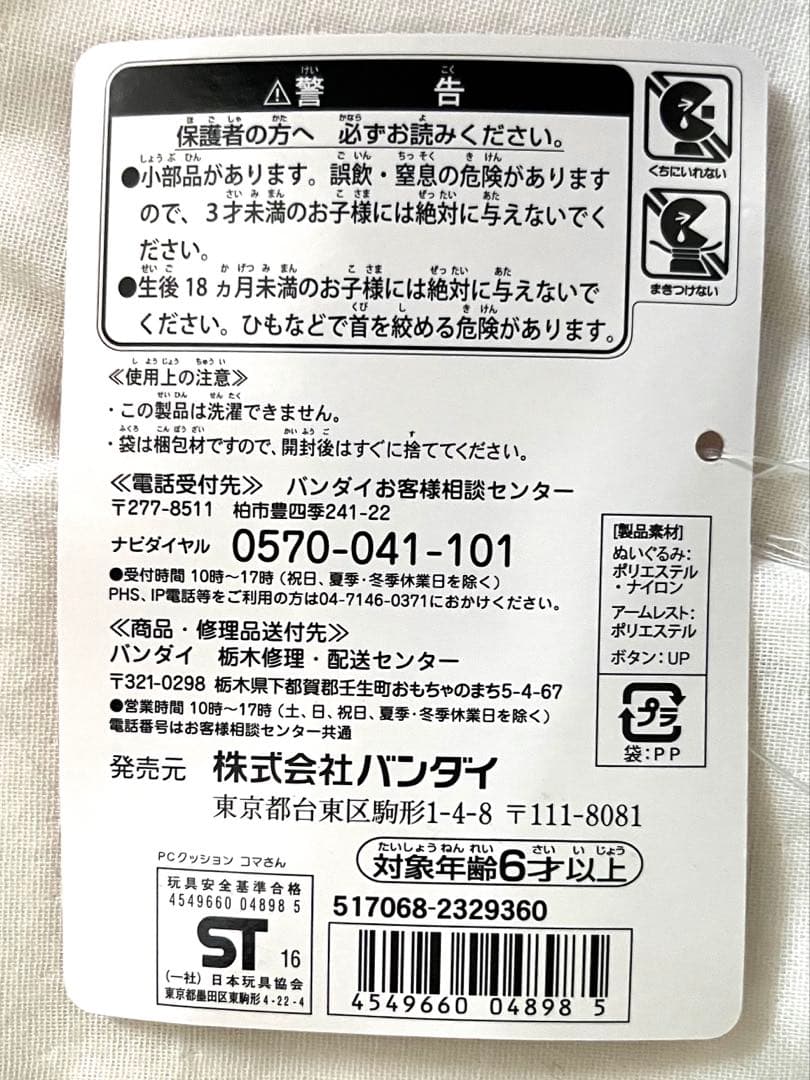 ⚠警告
保護者の方へ 必ずお読みください。
●小部品があります。誤飲・窒息の危険があります
ので、3才未満のお子様には絶対に与えないでく
ださい。
●生後18ヵ月未満のお子様には絶対に与えないで
ください。ひもなどで首を絞める危険があります。
くちにいれない
まきつけない
≪使用上の注意≫
・この製品は洗濯できません。
・袋は梱包材ですので、開封後はすぐに捨ててください。
≪電話受付先≫ バンダイお客様相談センター
〒277-8511 柏市豊四季241-22
ナビダイヤル 0570-041-101
●受付時間 10時〜17時(祝日、夏季・冬季休業日を除く)
PHS、IP電話等をご利用の方は04-7146-0371におかけください。
≪商品・修理品送付先≫
バンダイ 栃木修理・配送センター
〒321-0298 栃木県下都賀郡壬生町おもちゃのまち5-4-67
●営業時間 10時〜17時(土、日、祝日、夏季・冬季休業日を除く)
電話番号はお客様相談センター共通
[製品素材]
ぬいぐるみ:
ポリエステル
・ナイロン
アームレスト:
ポリエステル
ボタン:UP
プラ
袋:PP
発売元 株式会社バンダイ
東京都台東区駒形1-4-8 〒111-8081
対象年齢6才以上
PCクッション コマさん
玩具安全基準合格
4549660 04898 5
ST 16
(一社)日本玩具協会
東京都墨田区東駒形4-22-4
517068-2329360
4549660 04898 5